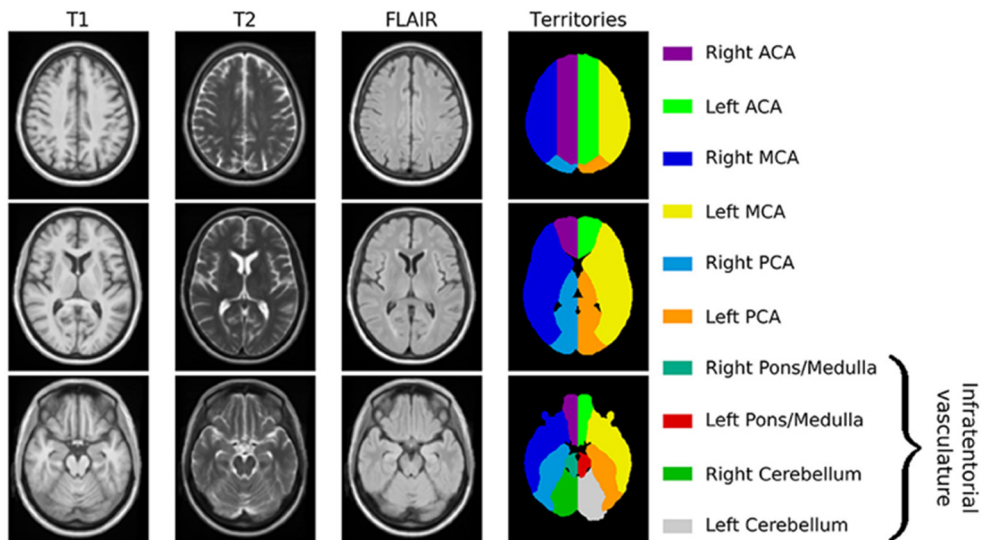 T1
T2
FLAIR
Territories
Right ACA
Left ACA
Right MCA
Left MCA
Right PCA
Left PCA
Right Pons/Medulla
Left Pons/Medulla
Right Cerebellum
Left Cerebellum
Infratentorial
vasculature